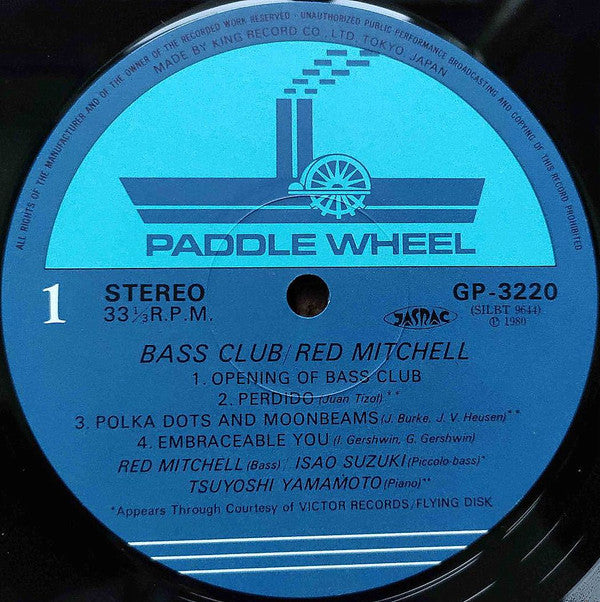 ALL RIGHTS OF THE MANUFACTURER AND OF THE OWNER OF THE RECORDED WORK RESERVED · UNAUTHORIZED PUBLIC PERFORMANCE BROADCASTING AND COPYING OF THIS RECORD PROHIBITED
MADE BY KING RECORD CO., LTD. TOKYO, JAPAN
PADDLE WHEEL
1
STEREO
33⅓R.P.M.
JASRAC
GP-3220
(SILBT 9644)
℗ 1980
BASS CLUB/RED MITCHELL
1. OPENING OF BASS CLUB
2. PERDIDO (Juan Tizol)**
3. POLKA DOTS AND MOONBEAMS (J. Burke, J. V. Heusen)**
4. EMBRACEABLE YOU (I. Gershwin, G. Gershwin)
RED MITCHELL (Bass) / ISAO SUZUKI (Piccolo-bass)*
TSUYOSHI YAMAMOTO (Piano)**
*Appears Through Courtesy of VICTOR RECORDS/FLYING DISK